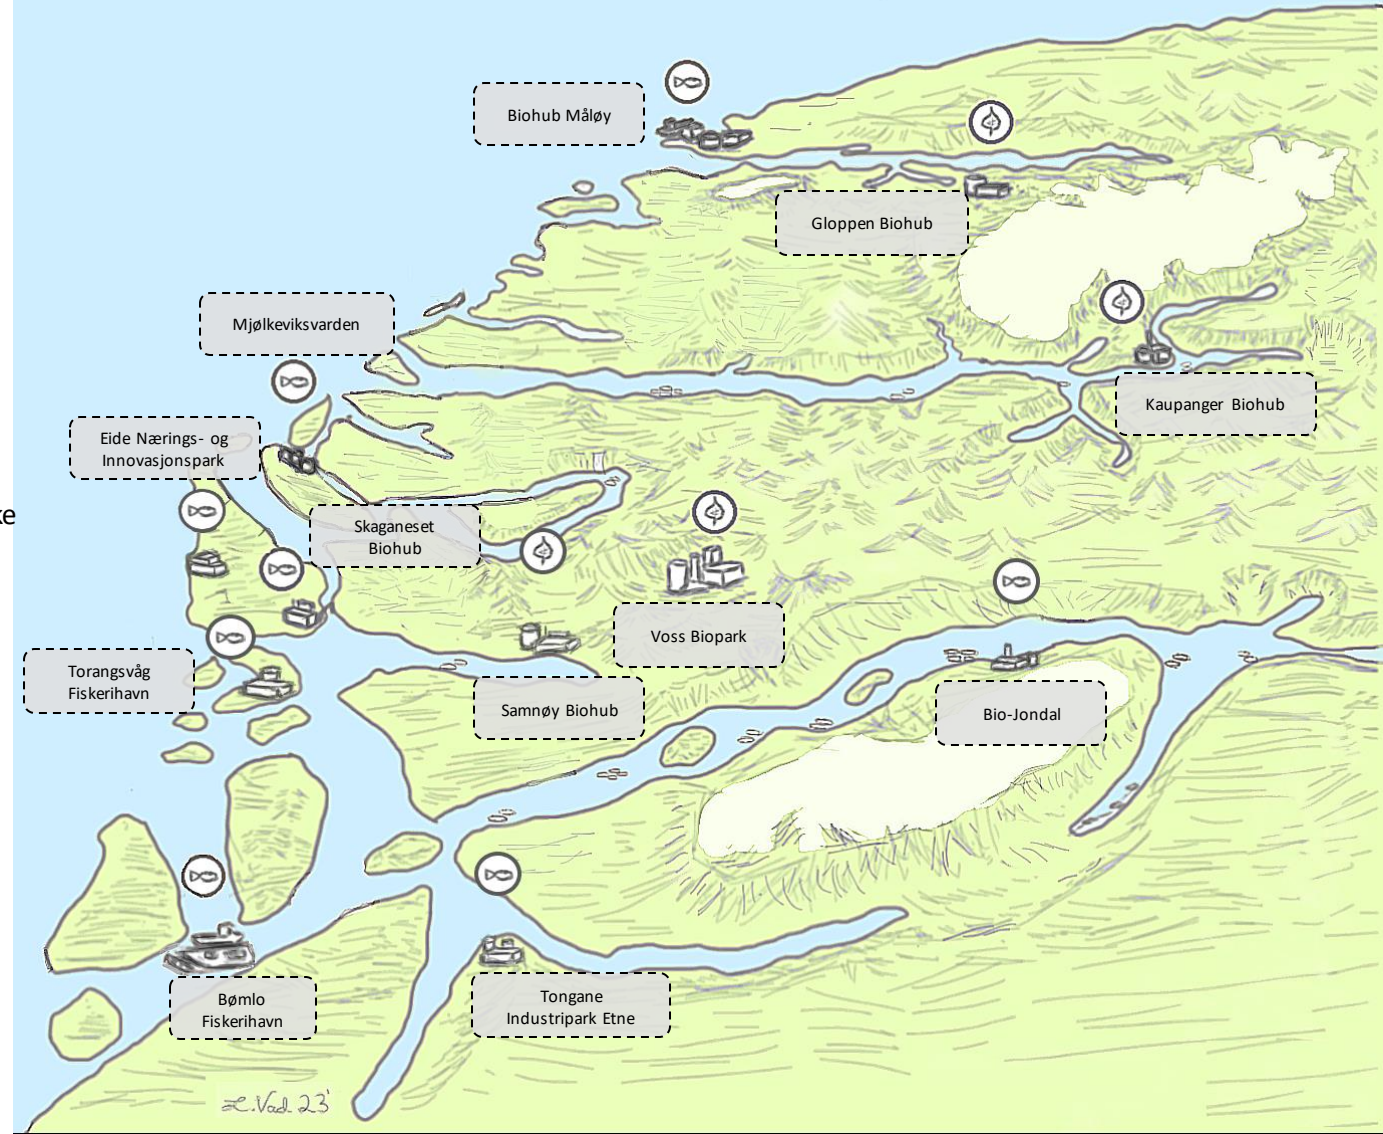 Biohub Måløy
Gloppen Biohub
Mjølkeviksvarden
Kaupanger Biohub
Eide Nærings- og
Innovasjonspark
ke
Skaganeset
Biohub
Voss Biopark
Torangsvåg
Fiskerihavn
Samnøy Biohub
Bio-Jondal
Bømlo
Fiskerihavn
Tongane
Industripark Etne
L.Vad 23'